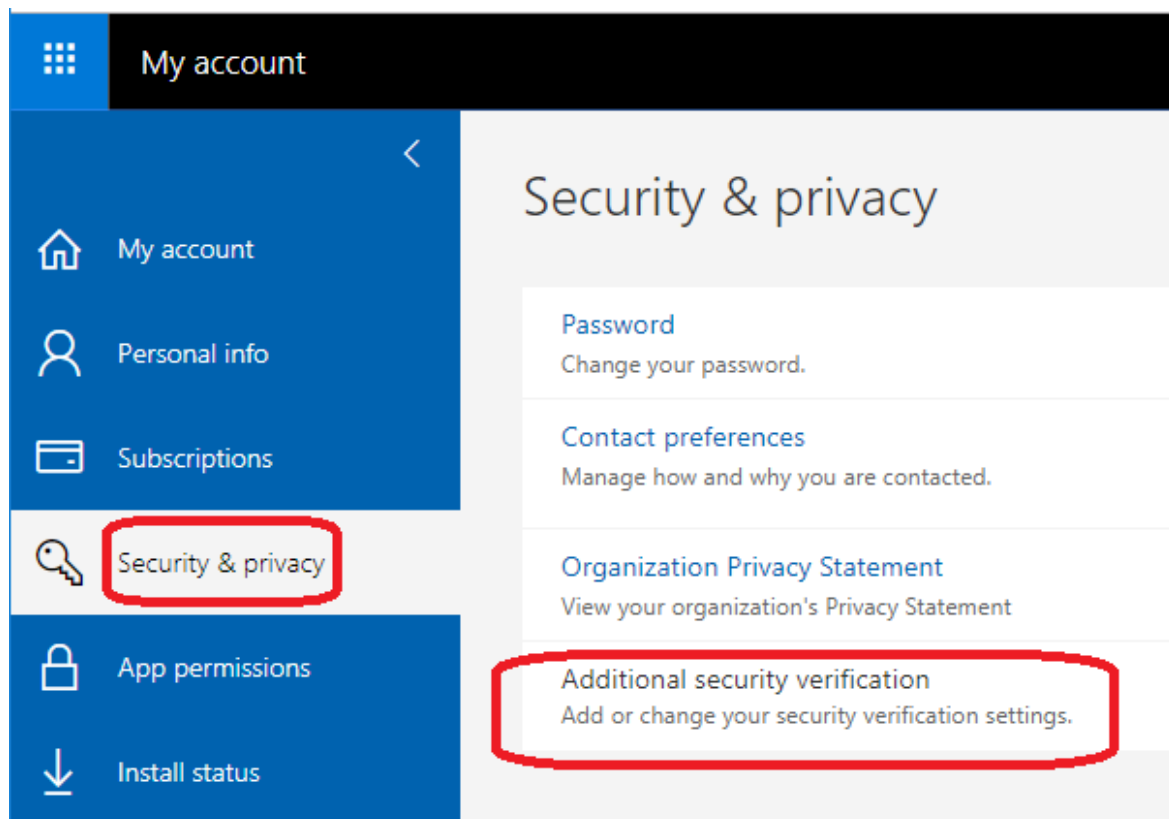 My account
My account
Personal info
Subscriptions
Security & privacy
App permissions
Install status
Security & privacy
Password
Change your password.
Contact preferences
Manage how and why you are contacted.
Organization Privacy Statement
View your organization's Privacy Statement
Additional security verification
Add or change your security verification settings.